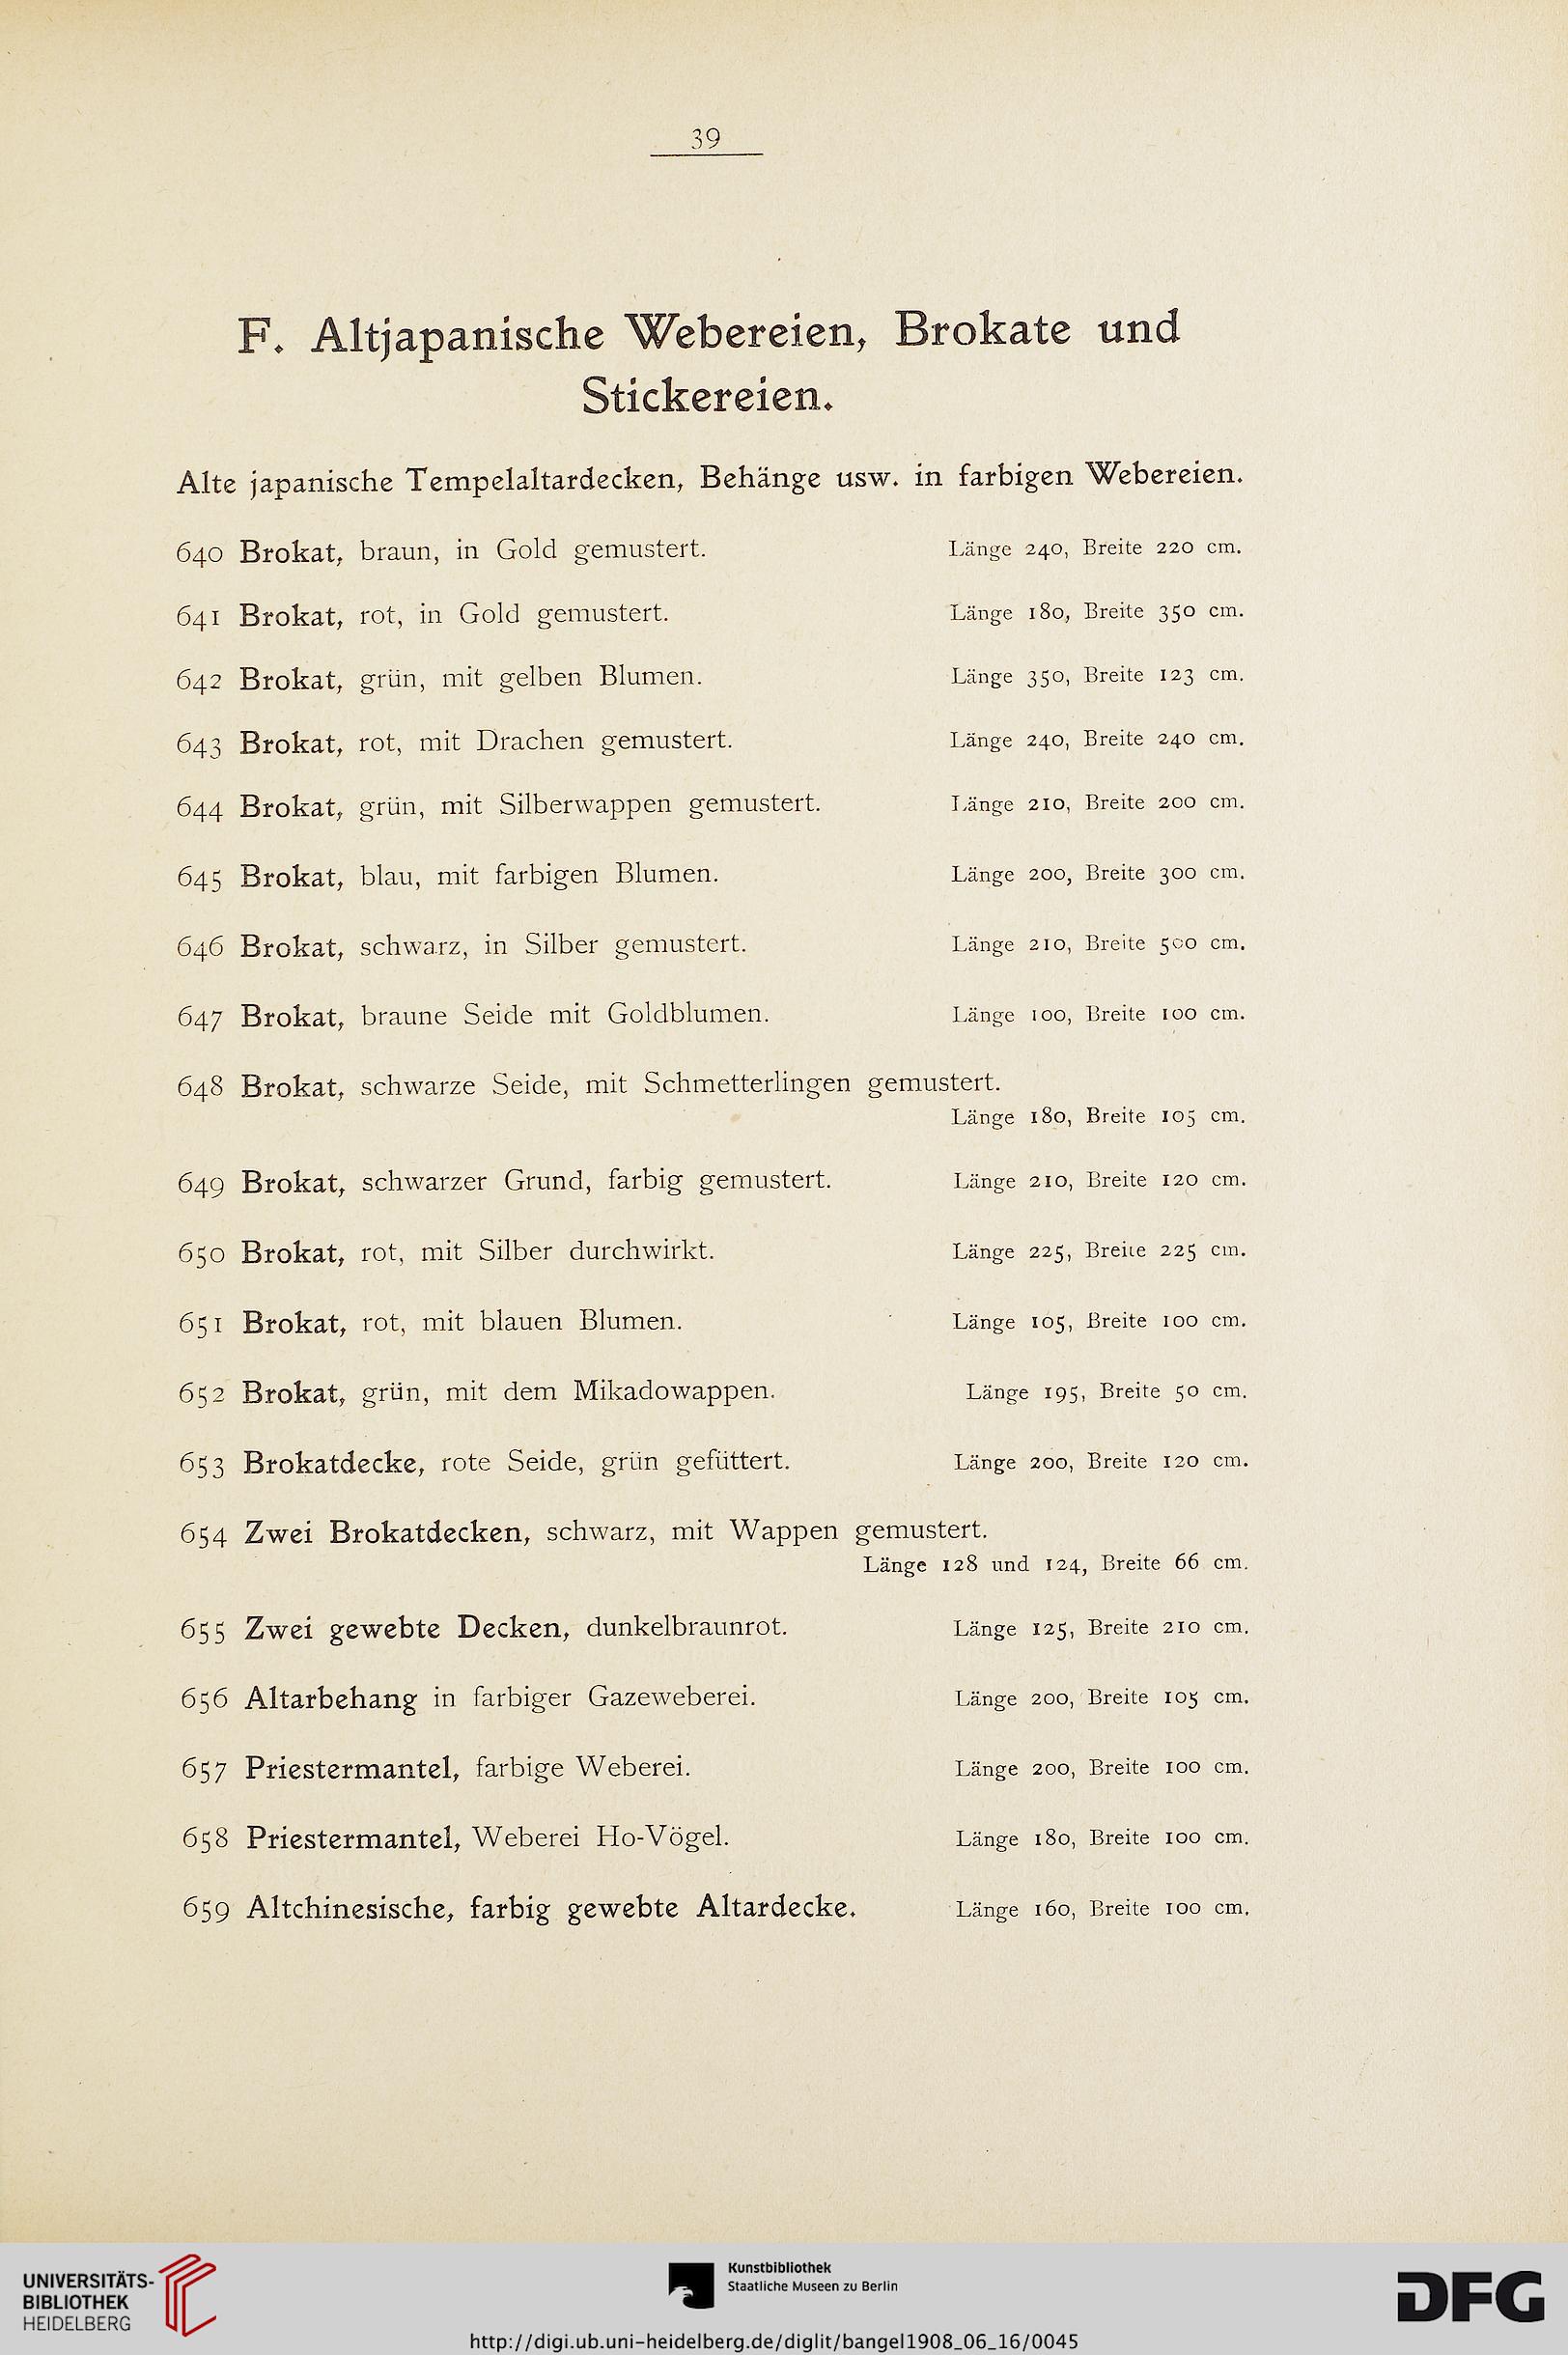 39
F. Altjapanische Webereien, Brokate und
Stickereien.
Alte japanische Tempelaltardecken, Behänge usw. in farbigen Webereien.
640 Brokat, braun, in Gold gemustert. Länge 240, Breite 220 cm.
641 Brokat, rot, in Gold gemustert. Länge 180, Breite 350 cm.
642 Brokat, grün, mit gelben Blumen. Länge 350, Breite 123 cm.
643 Brokat, rot, mit Drachen gemustert. Länge 240, Breite 240 cm.
644 Brokat, grün, mit Silberwappen gemustert. Länge 210, Breite 200 cm.
645 Brokat, blau, mit farbigen Blumen. Länge 200, Breite 300 cm.
646 Brokat, schwarz, in Silber gemustert. Länge 210, Breite 500 cm.
647 Brokat, braune Seide mit Goldblumen. Länge 100, Breite 100 cm.
648 Brokat, schwarze Seide, mit Schmetterlingen gemustert.
Länge 180, Breite 105 cm.
649 Brokat, schwarzer Grund, farbig gemustert. Länge 210, Breite 120 cm.
650 Brokat, rot, mit Silber durchwirkt. Länge 225, Breite 225 cm.
651 Brokat, rot, mit blauen Blumen. Länge 105, Breite 100 cm.
652 Brokat, grün, mit dem Mikadowappen. Länge 195, Breite 50 cm.
653 Brokatdecke, rote Seide, grün gefüttert. Länge 200, Breite 120 cm.
654 Zwei Brokatdecken, schwarz, mit Wappen gemustert.
Länge 128 und 124, Breite 66 cm.
655 Zwei gewebte Decken, dunkelbraunrot. Länge 125, Breite 210 cm.
656 Altarbehang in farbiger Gazeweberei. Länge 200, Breite 105 cm.
657 Priestermantel, farbige Weberei. Länge 200, Breite 100 cm.
658 Priestermantel, Weberei Ho-Vögel. Länge 180, Breite 100 cm.
659 Altchinesische, farbig gewebte Altardecke. Länge 160, Breite 100 cm.
UNIVERSITÄTS-
BIBLIOTHEK
HEIDELBERG
Kunstbibliothek
Staatliche Museen zu Berlin
DFG
http://digi.ub.uni-heidelberg.de/diglit/bangel1908_06_16/0045